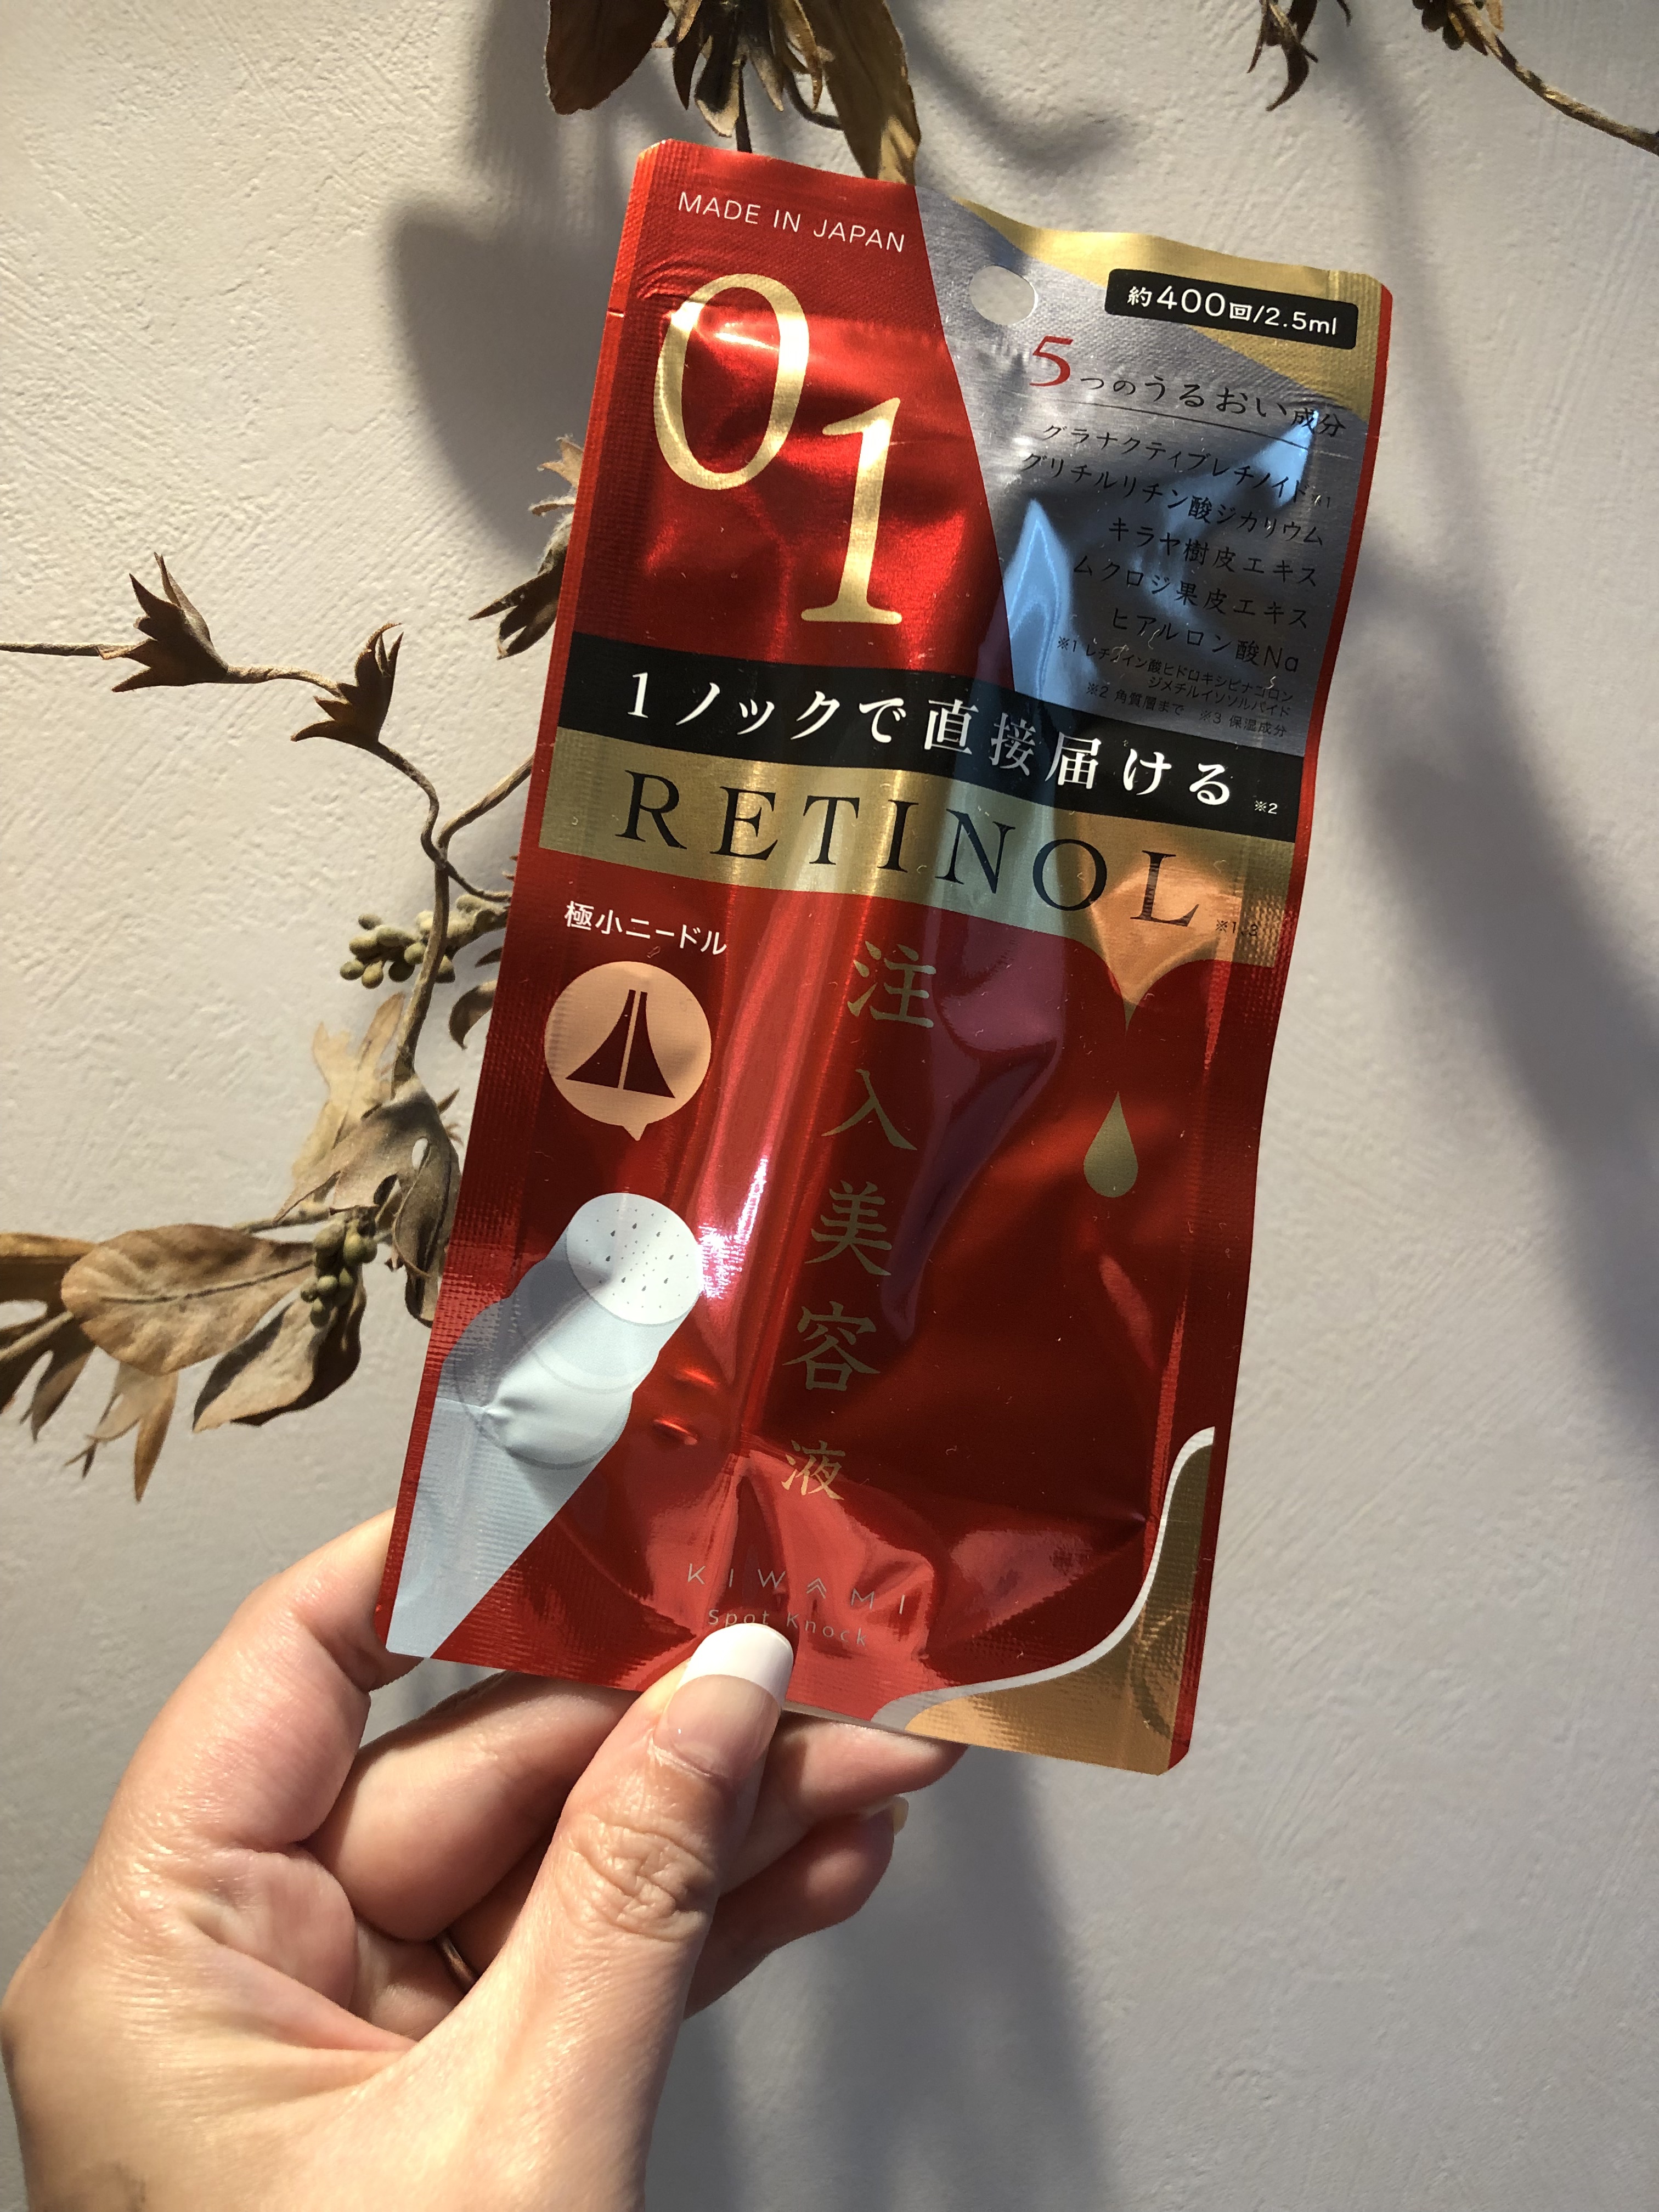 MADE IN JAPAN
01
約400回/2.5ml
5つのうるおい成分
グラナクティブレチノイド※1
グリチルリチン酸ジカリウム
キラヤ樹皮エキス
ムクロジ果皮エキス
ヒアルロン酸Na
※1 レチノイン酸ヒドロキシピナコロン
ジメチルイソソルバイド
※2 角質層まで ※3 保湿成分
1ノックで直接届ける※2
RETINOL※1,3
極小ニードル
注入美容液
KIWAMI
Spot Knock